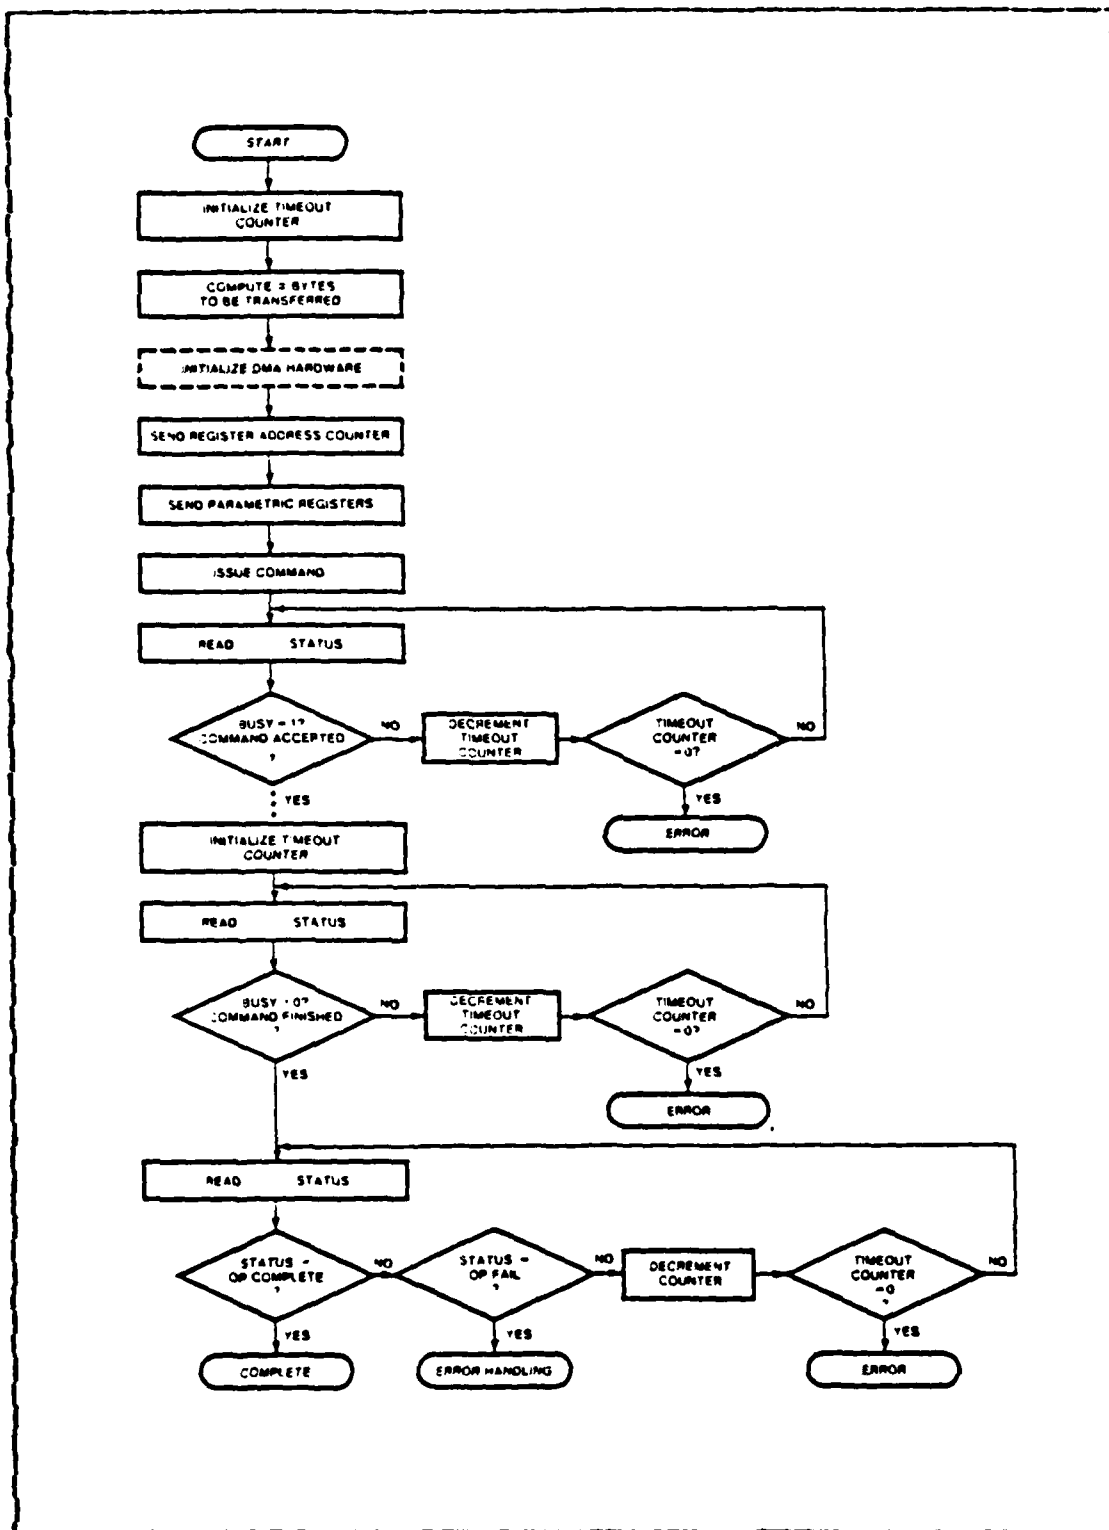 START
INITIALIZE TIMEOUT
COUNTER
COMPUTE # BYTES
TO BE TRANSFERRED
INITIALIZE DMA HARDWARE
SEND REGISTER ADDRESS COUNTER
SEND PARAMETRIC REGISTERS
ISSUE COMMAND
READ STATUS
BUSY = 1?
COMMAND ACCEPTED
?
NO
DECREMENT
TIMEOUT
COUNTER
TIMEOUT
COUNTER
= 0?
NO
YES
YES
ERROR
INITIALIZE TIMEOUT
COUNTER
READ STATUS
BUSY = 0?
COMMAND FINISHED
?
NO
DECREMENT
TIMEOUT
COUNTER
TIMEOUT
COUNTER
= 0?
NO
YES
YES
ERROR
READ STATUS
STATUS =
OP COMPLETE
?
NO
STATUS =
OP FAIL
?
NO
DECREMENT
COUNTER
TIMEOUT
COUNTER
= 0
?
NO
YES
YES
YES
COMPLETE
ERROR HANDLING
ERROR